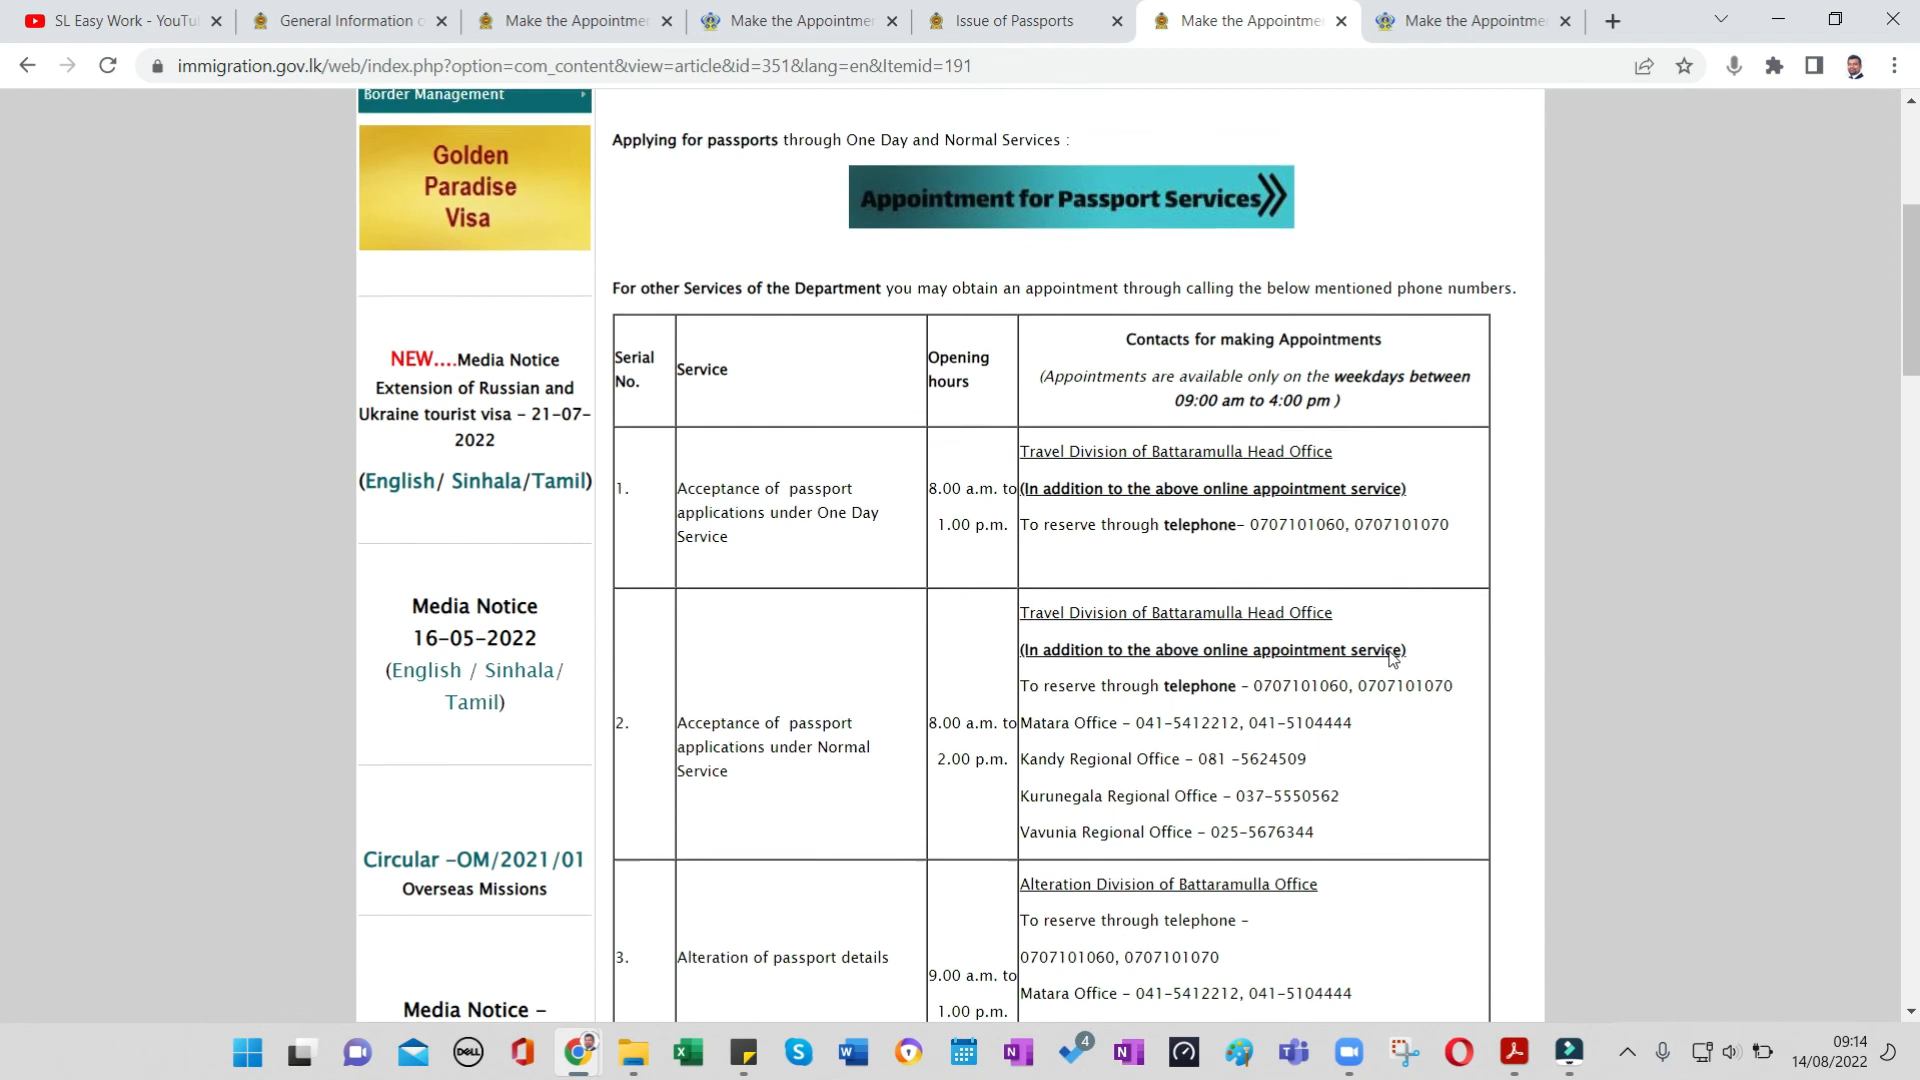 SL Easy Work - YouTu
General Information o
Make the Appointme
Make the Appointme
Issue of Passports
Make the Appointme
Make the Appointme
immigration.gov.lk/web/index.php?option=com_content&view=article&id=351&lang=en&Itemid=191
Border Management
Golden
Paradise
Visa
NEW....Media Notice
Extension of Russian and
Ukraine tourist visa - 21-07-
2022
(English/ Sinhala/Tamil)
Media Notice
16-05-2022
(English / Sinhala/
Tamil)
Circular -OM/2021/01
Overseas Missions
Media Notice -
Applying for passports through One Day and Normal Services :
Appointment for Passport Services
For other Services of the Department you may obtain an appointment through calling the below mentioned phone numbers.
Serial
No.
Service
Opening
hours
Contacts for making Appointments
(Appointments are available only on the weekdays between
09:00 am to 4:00 pm )
1.
Acceptance of passport
applications under One Day
Service
8.00 a.m. to
1.00 p.m.
Travel Division of Battaramulla Head Office
(In addition to the above online appointment service)
To reserve through telephone- 0707101060, 0707101070
2.
Acceptance of passport
applications under Normal
Service
8.00 a.m. to
2.00 p.m.
Travel Division of Battaramulla Head Office
(In addition to the above online appointment service)
To reserve through telephone - 0707101060, 0707101070
Matara Office - 041-5412212, 041-5104444
Kandy Regional Office - 081 -5624509
Kurunegala Regional Office - 037-5550562
Vavunia Regional Office - 025-5676344
3.
Alteration of passport details
9.00 a.m. to
1.00 p.m.
Alteration Division of Battaramulla Office
To reserve through telephone -
0707101060, 0707101070
Matara Office - 041-5412212, 041-5104444
DELL
4
09:14
14/08/2022